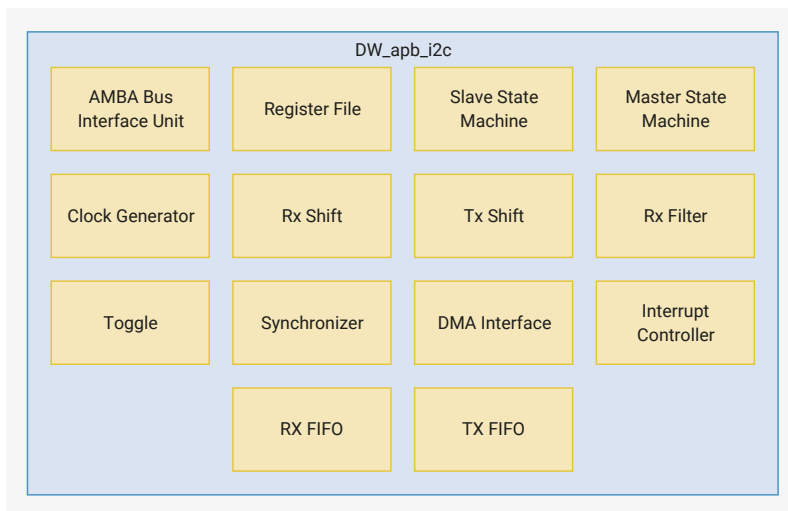 DW_apb_i2c
AMBA Bus
Interface Unit
Register File
Slave State
Machine
Master State
Machine
Clock Generator
Rx Shift
Tx Shift
Rx Filter
Toggle
Synchronizer
DMA Interface
Interrupt
Controller
RX FIFO
TX FIFO